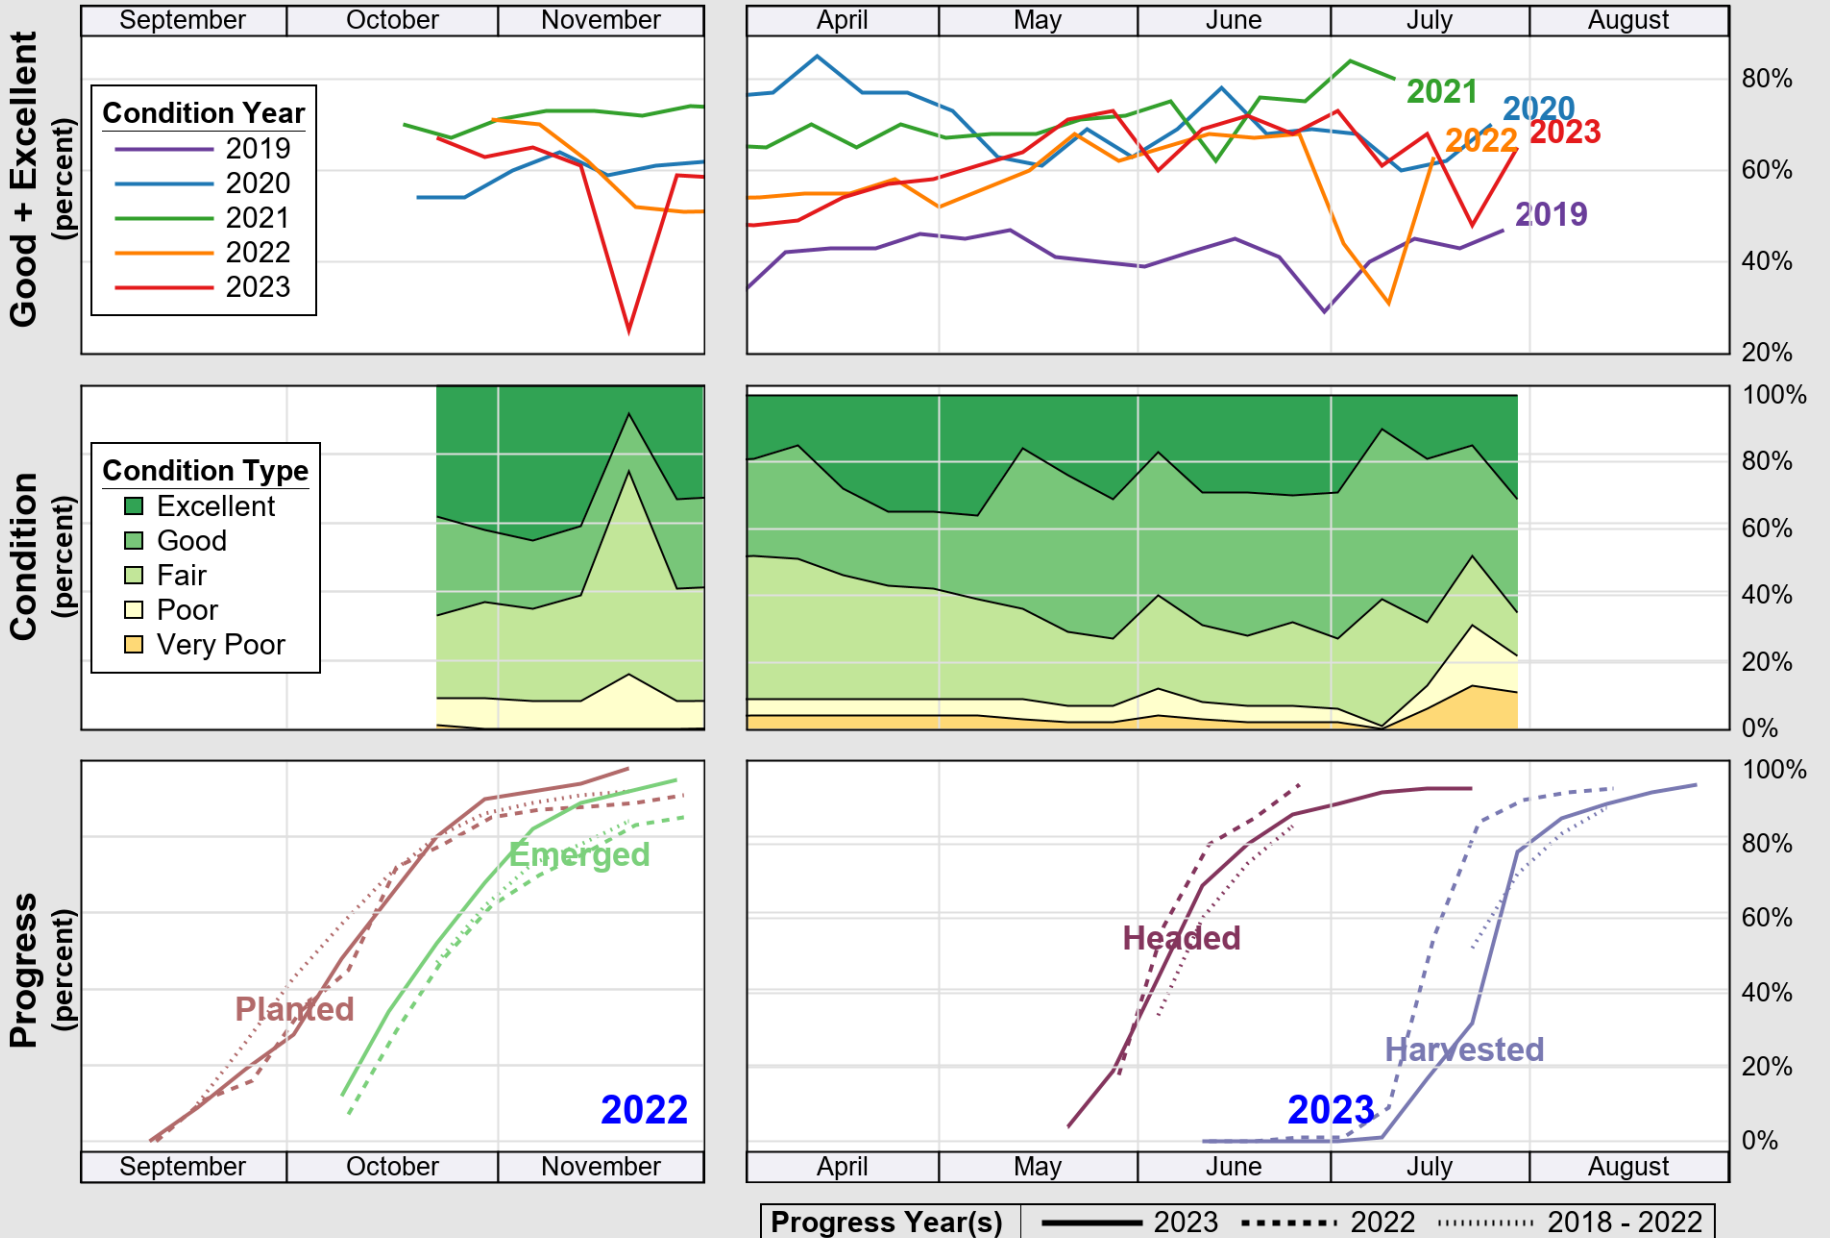 September October November April May June July August
Good + Excellent
(percent)
Condition Year
2019
2020
2021
2022
2023
2021
2020
2022
2023
2019
80%
60%
40%
20%
Condition
(percent)
Condition Type
Excellent
Good
Fair
Poor
Very Poor
100%
80%
60%
40%
20%
0%
Progress
(percent)
Planted
Emerged
2022
Headed
Harvested
2023
100%
80%
60%
40%
20%
0%
September October November April May June July August
Progress Year(s) 2023 2022 2018 - 2022